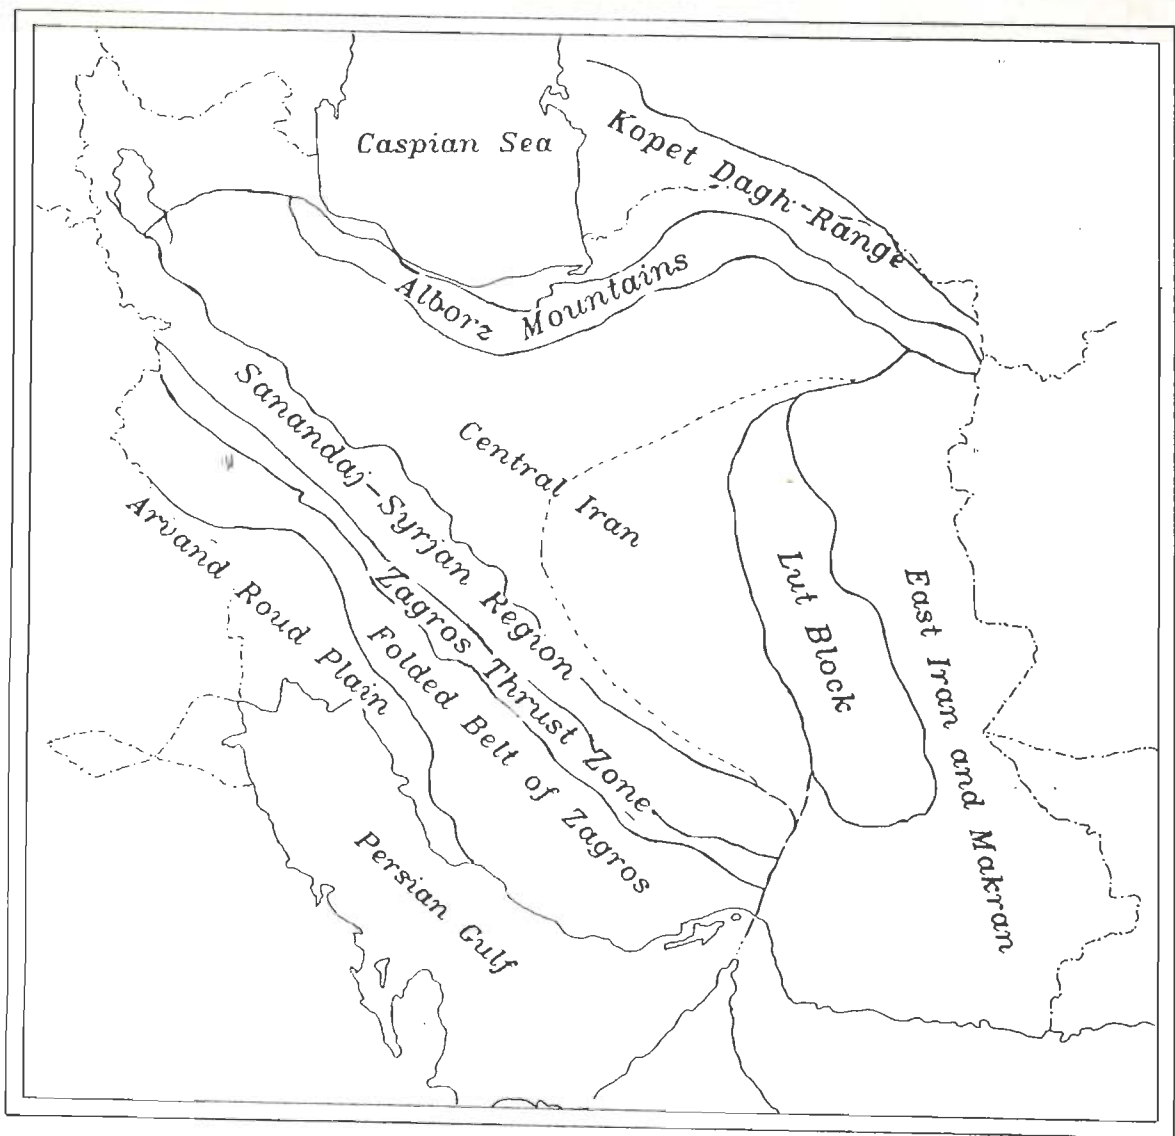 Caspian Sea
Kopet Dagh-Range
Alborz Mountains
Sanandaj-Syrjan Region
Central Iran
Zagros Thrust Zone
Folded Belt of Zagros
Arvand Roud Plain
Lut Block
East Iran and Makran
Persian Gulf